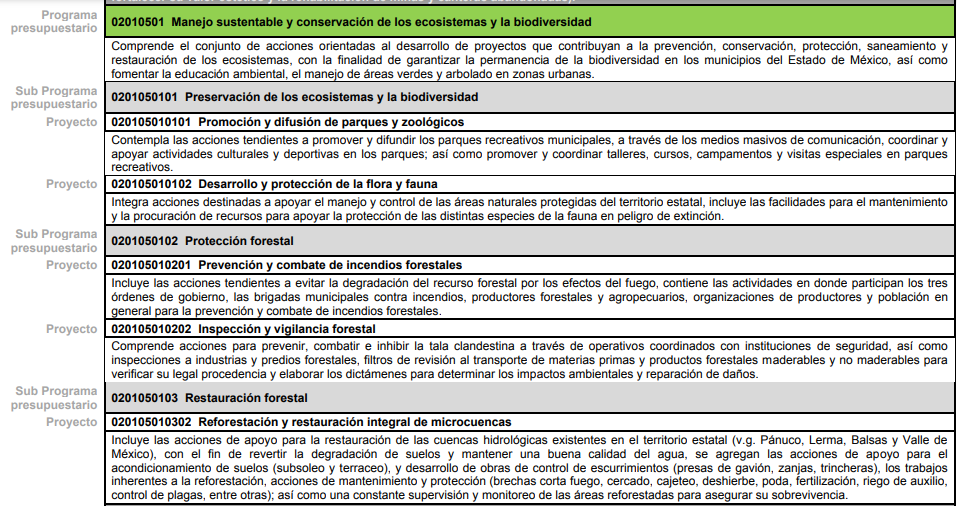 fortalecer su valor estético y la rehabilitación de minas y canteras abandonadas).
Programa
presupuestario
02010501 Manejo sustentable y conservación de los ecosistemas y la biodiversidad
Comprende el conjunto de acciones orientadas al desarrollo de proyectos que contribuyan a la prevención, conservación, protección, saneamiento y
restauración de los ecosistemas, con la finalidad de garantizar la permanencia de la biodiversidad en los municipios del Estado de México, así como
fomentar la educación ambiental, el manejo de áreas verdes y arbolado en zonas urbanas.
Sub Programa
presupuestario
0201050101 Preservación de los ecosistemas y la biodiversidad
Proyecto
020105010101 Promoción y difusión de parques y zoológicos
Contempla las acciones tendientes a promover y difundir los parques recreativos municipales, a través de los medios masivos de comunicación, coordinar y
apoyar actividades culturales y deportivas en los parques; así como promover y coordinar talleres, cursos, campamentos y visitas especiales en parques
recreativos.
Proyecto
020105010102 Desarrollo y protección de la flora y fauna
Integra acciones destinadas a apoyar el manejo y control de las áreas naturales protegidas del territorio estatal, incluye las facilidades para el mantenimiento
y la procuración de recursos para apoyar la protección de las distintas especies de la fauna en peligro de extinción.
Sub Programa
presupuestario
0201050102 Protección forestal
Proyecto
020105010201 Prevención y combate de incendios forestales
Incluye las acciones tendientes a evitar la degradación del recurso forestal por los efectos del fuego, contiene las actividades en donde participan los tres
órdenes de gobierno, las brigadas municipales contra incendios, productores forestales y agropecuarios, organizaciones de productores y población en
general para la prevención y combate de incendios forestales.
Proyecto
020105010202 Inspección y vigilancia forestal
Comprende acciones para prevenir, combatir e inhibir la tala clandestina a través de operativos coordinados con instituciones de seguridad, así como
inspecciones a industrias y predios forestales, filtros de revisión al transporte de materias primas y productos forestales maderables y no maderables para
verificar su legal procedencia y elaborar los dictámenes para determinar los impactos ambientales y reparación de daños.
Sub Programa
presupuestario
0201050103 Restauración forestal
Proyecto
020105010302 Reforestación y restauración integral de microcuencas
Incluye las acciones de apoyo para la restauración de las cuencas hidrológicas existentes en el territorio estatal (v.g. Pánuco, Lerma, Balsas y Valle de
México), con el fin de revertir la degradación de suelos y mantener una buena calidad del agua, se agregan las acciones de apoyo para el
acondicionamiento de suelos (subsoleo y terraceo), y desarrollo de obras de control de escurrimientos (presas de gavión, zanjas, trincheras), los trabajos
inherentes a la reforestación, acciones de mantenimiento y protección (brechas corta fuego, cercado, cajeteo, deshierbe, poda, fertilización, riego de auxilio,
control de plagas, entre otras); así como una constante supervisión y monitoreo de las áreas reforestadas para asegurar su sobrevivencia.